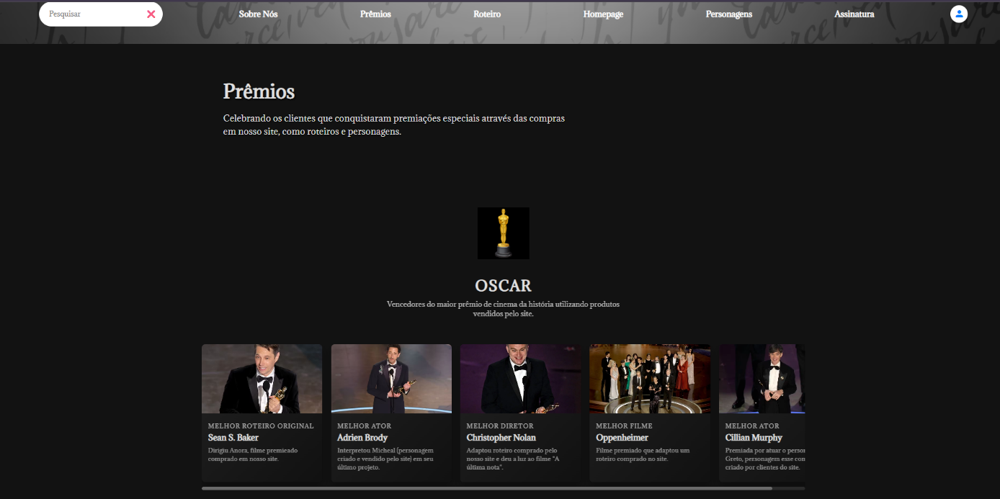 Pesquisar
Sobre Nós
Prêmios
Roteiro
Homepage
Personagens
Assinatura
Prêmios
Celebrando os clientes que conquistaram premiações especiais através das compras
em nosso site, como roteiros e personagens.
OSCAR
Vencedores do maior prêmio de cinema da história utilizando produtos
vendidos pelo site.
MELHOR ROTEIRO ORIGINAL
Sean S. Baker
Dirigiu Anora, filme premieado
comprado em nosso site.
MELHOR ATOR
Adrien Brody
Interpretou Micheal (personagem
criado e vendido pelo site) em seu
último projeto.
MELHOR DIRETOR
Christopher Nolan
Adaptou roteiro comprado pelo
nosso site e deu a luz ao filme "A
última nota".
MELHOR FILME
Oppenheimer
Filme premiado que adaptou um
roteiro comprado no site.
MELHOR ATOR
Cillian Murphy
Premiada por atuar o
Greto, personagem esse
criado por clientes do site.